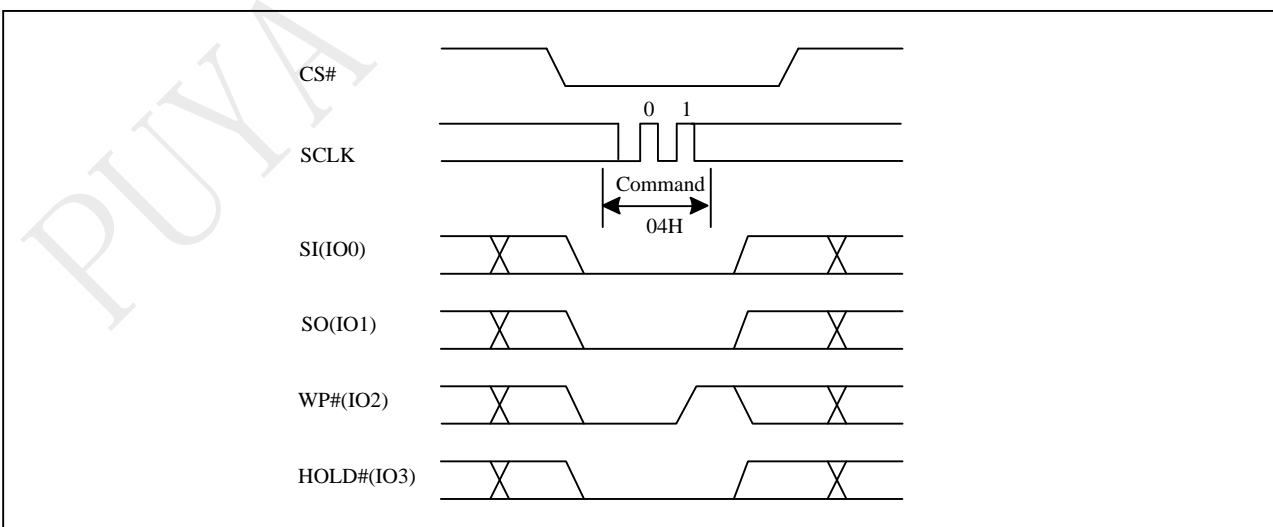 PUYA
CS#
0 1
SCLK
Command
04H
SI(IO0)
SO(IO1)
WP#(IO2)
HOLD#(IO3)